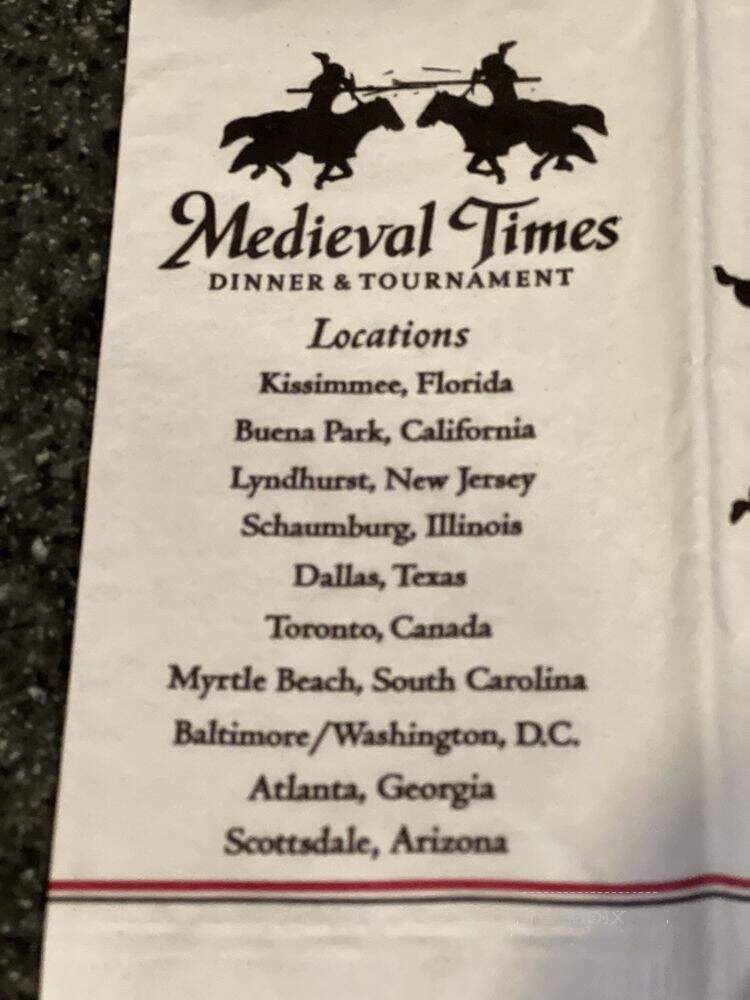 Medieval Times
DINNER & TOURNAMENT
Locations
Kissimmee, Florida
Buena Park, California
Lyndhurst, New Jersey
Schaumburg, Illinois
Dallas, Texas
Toronto, Canada
Myrtle Beach, South Carolina
Baltimore/Washington, D.C.
Atlanta, Georgia
Scottsdale, Arizona